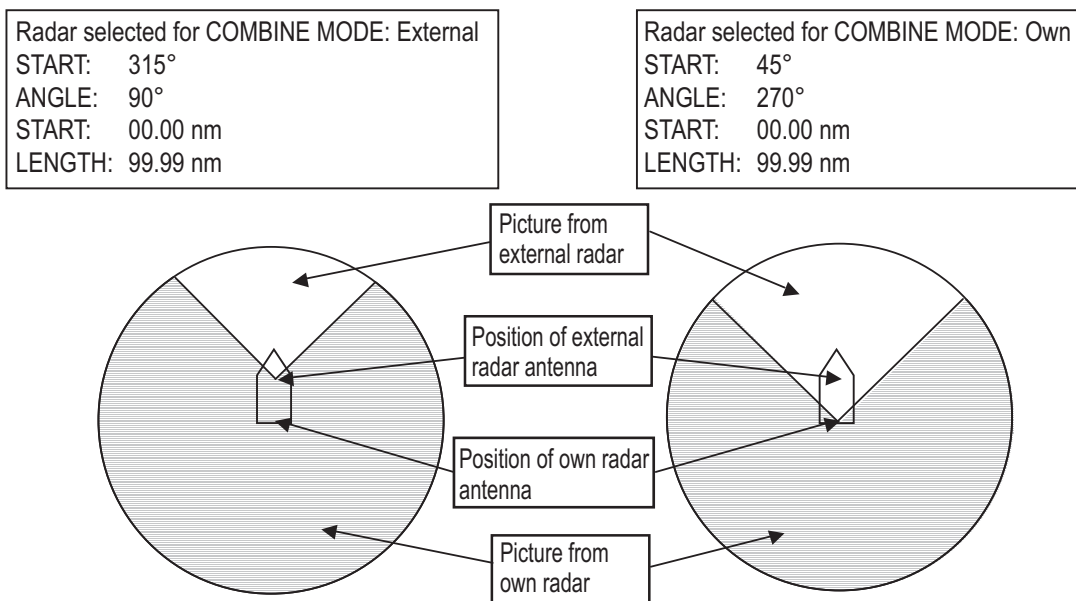 Radar selected for COMBINE MODE: External
START: 315°
ANGLE: 90°
START: 00.00 nm
LENGTH: 99.99 nm
Radar selected for COMBINE MODE: Own
START: 45°
ANGLE: 270°
START: 00.00 nm
LENGTH: 99.99 nm
Picture from
external radar
Position of external
radar antenna
Position of own radar
antenna
Picture from
own radar